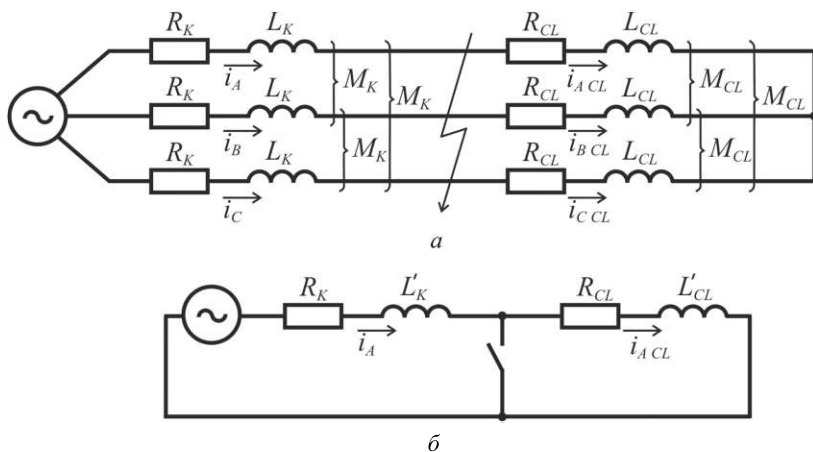 R_K L_K R_CL L_CL
i_A M_K M_K i_A CL M_CL M_CL
R_K L_K R_CL L_CL
i_B M_K i_B CL M_CL
R_K L_K R_CL L_CL
i_C i_C CL
а
R_K L'_K R_CL L'_CL
i_A i_A CL
б